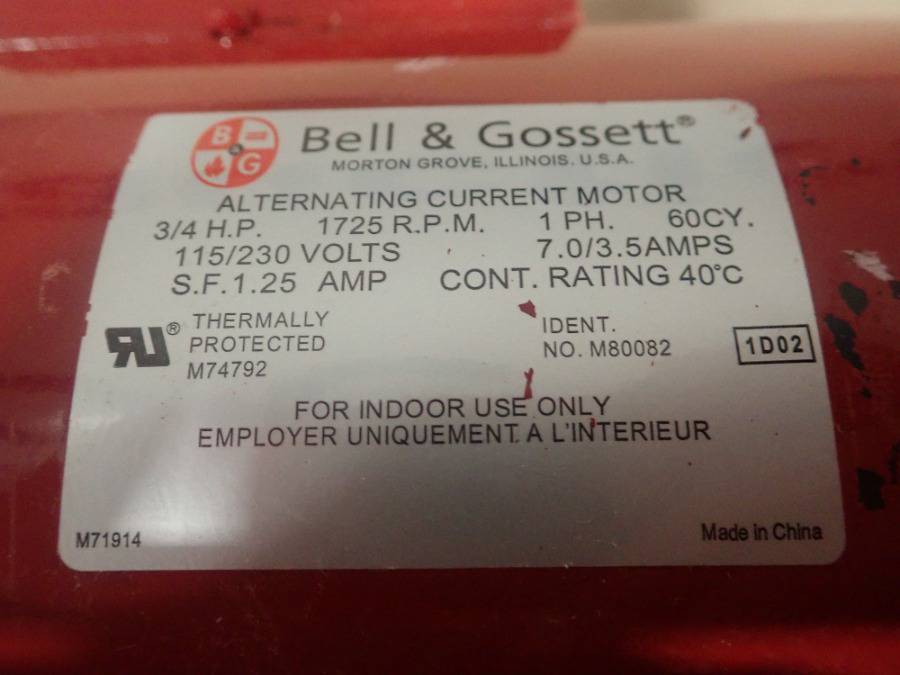 B & G
Bell & Gossett®
MORTON GROVE, ILLINOIS. U.S.A.
ALTERNATING CURRENT MOTOR
3/4 H.P. 1725 R.P.M. 1 PH. 60CY.
115/230 VOLTS 7.0/3.5AMPS
S.F.1.25 AMP CONT. RATING 40°C
RU® THERMALLY
PROTECTED
M74792
IDENT.
NO. M80082
1D02
FOR INDOOR USE ONLY
EMPLOYER UNIQUEMENT A L'INTERIEUR
M71914
Made in China